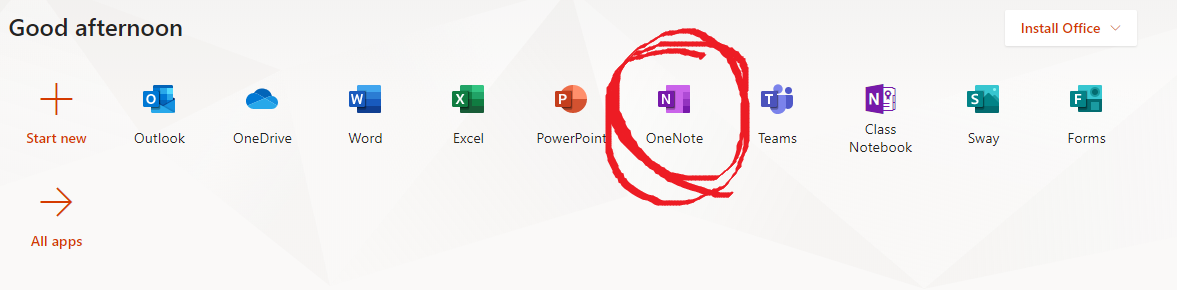 Good afternoon
Install Office
Start new
Outlook
OneDrive
Word
Excel
PowerPoint
OneNote
Teams
Class
Notebook
Sway
Forms
All apps